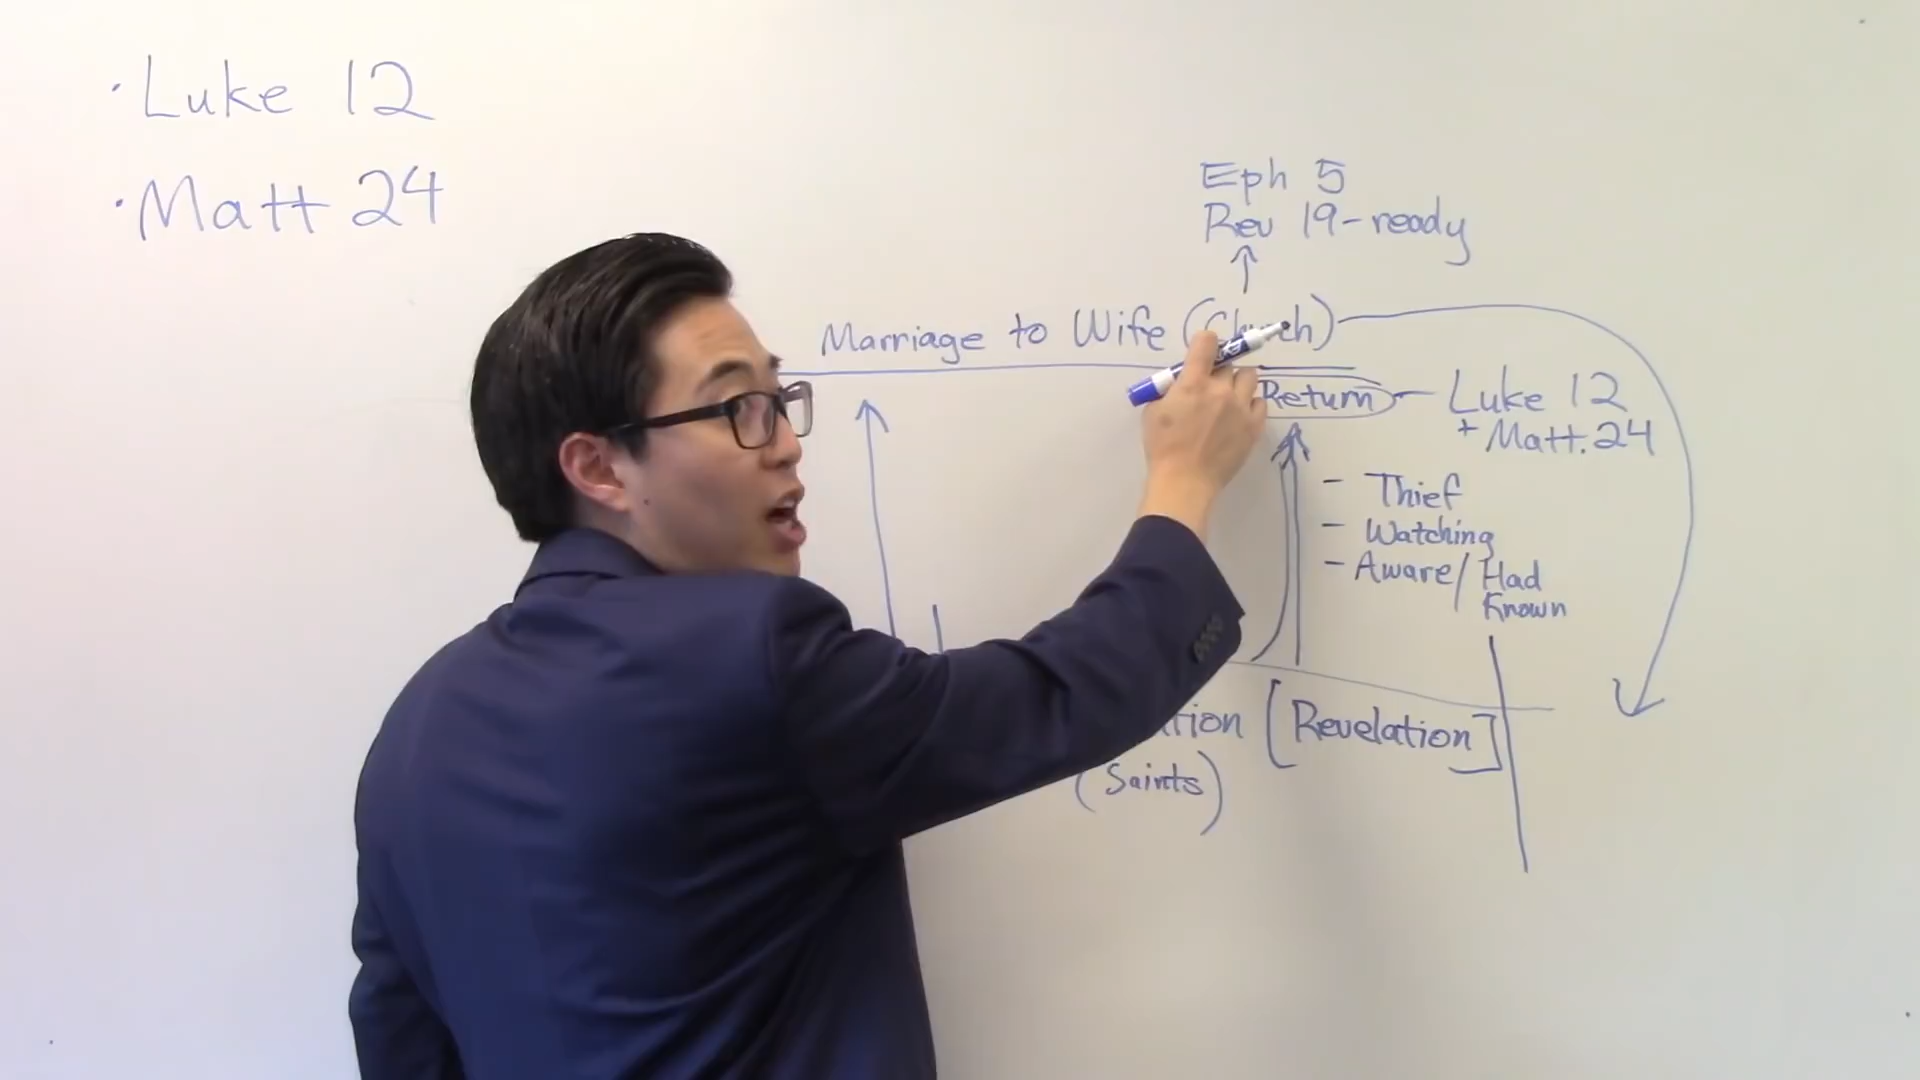 ·Luke 12
·Matt 24
Eph 5
Rev 19-ready
Marriage to Wife (Church)
Return - Luke 12
+ Matt. 24
- Thief
- Watching
- Aware/Had
Known
[Revelation]
(Saints)